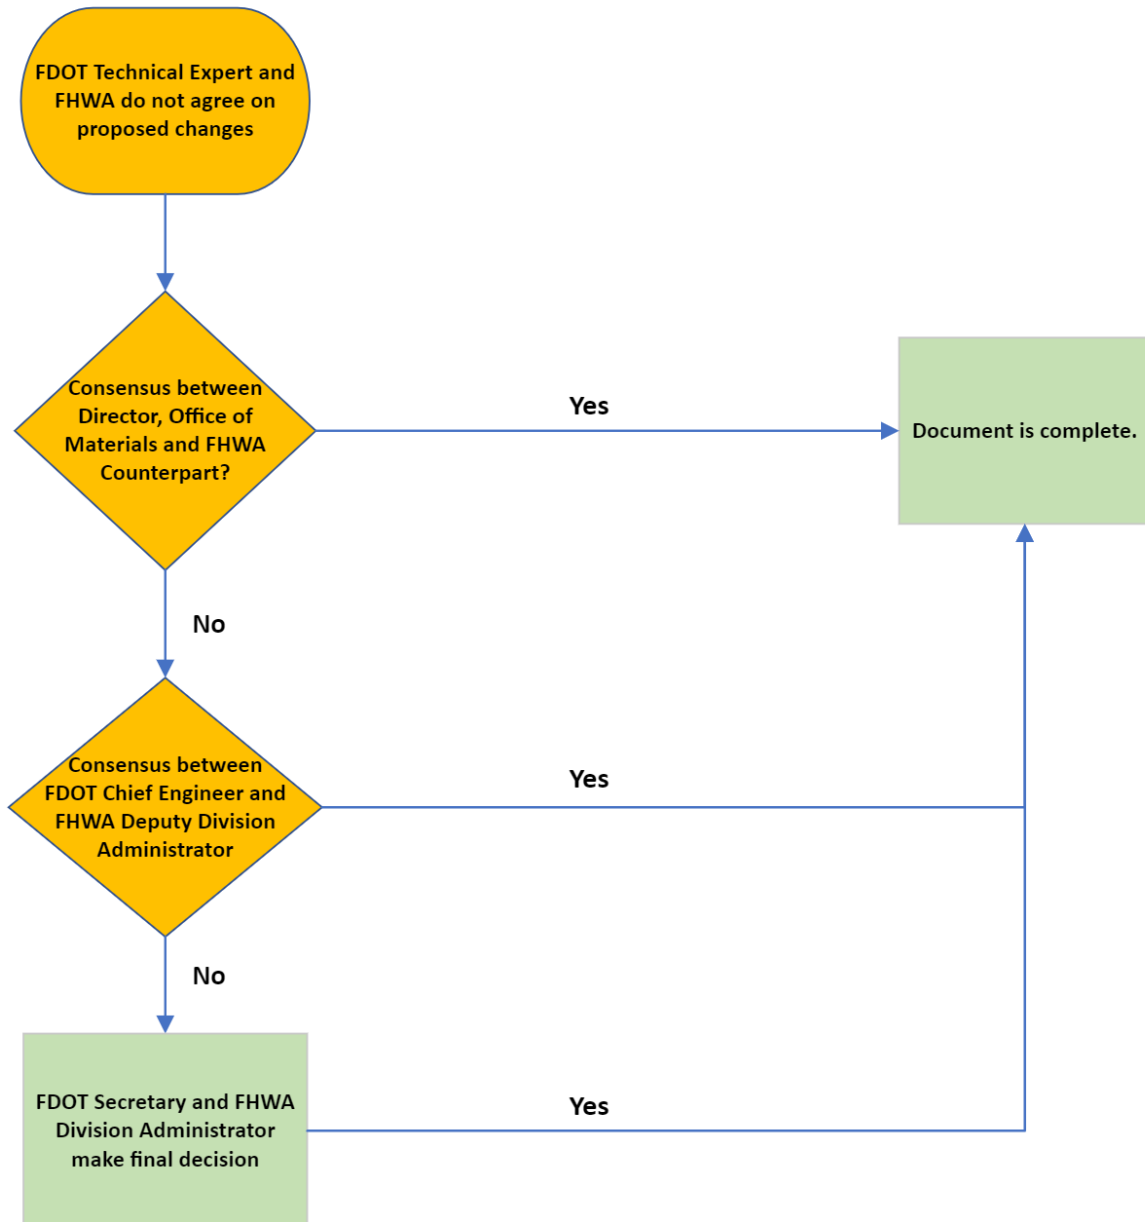 FDOT Technical Expert and
FHWA do not agree on
proposed changes
Consensus between
Director, Office of
Materials and FHWA
Counterpart?
Yes
Document is complete.
No
Consensus between
FDOT Chief Engineer and
FHWA Deputy Division
Administrator
Yes
No
FDOT Secretary and FHWA
Division Administrator
make final decision
Yes